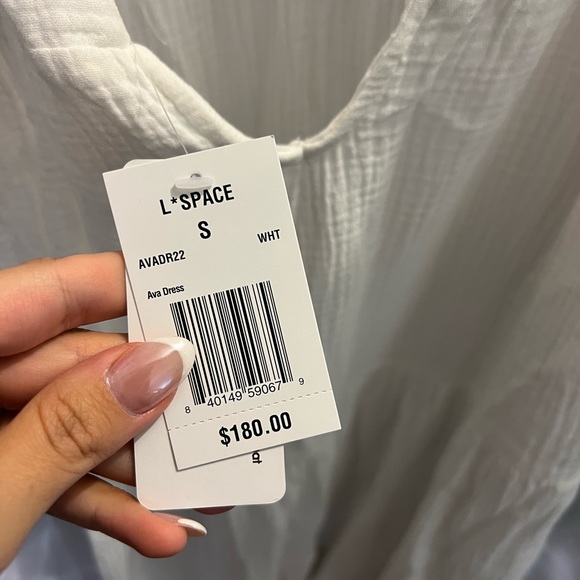 L*SPACE
S
AVADR22 WHT
Ava Dress
8 40149 59067 9
$180.00